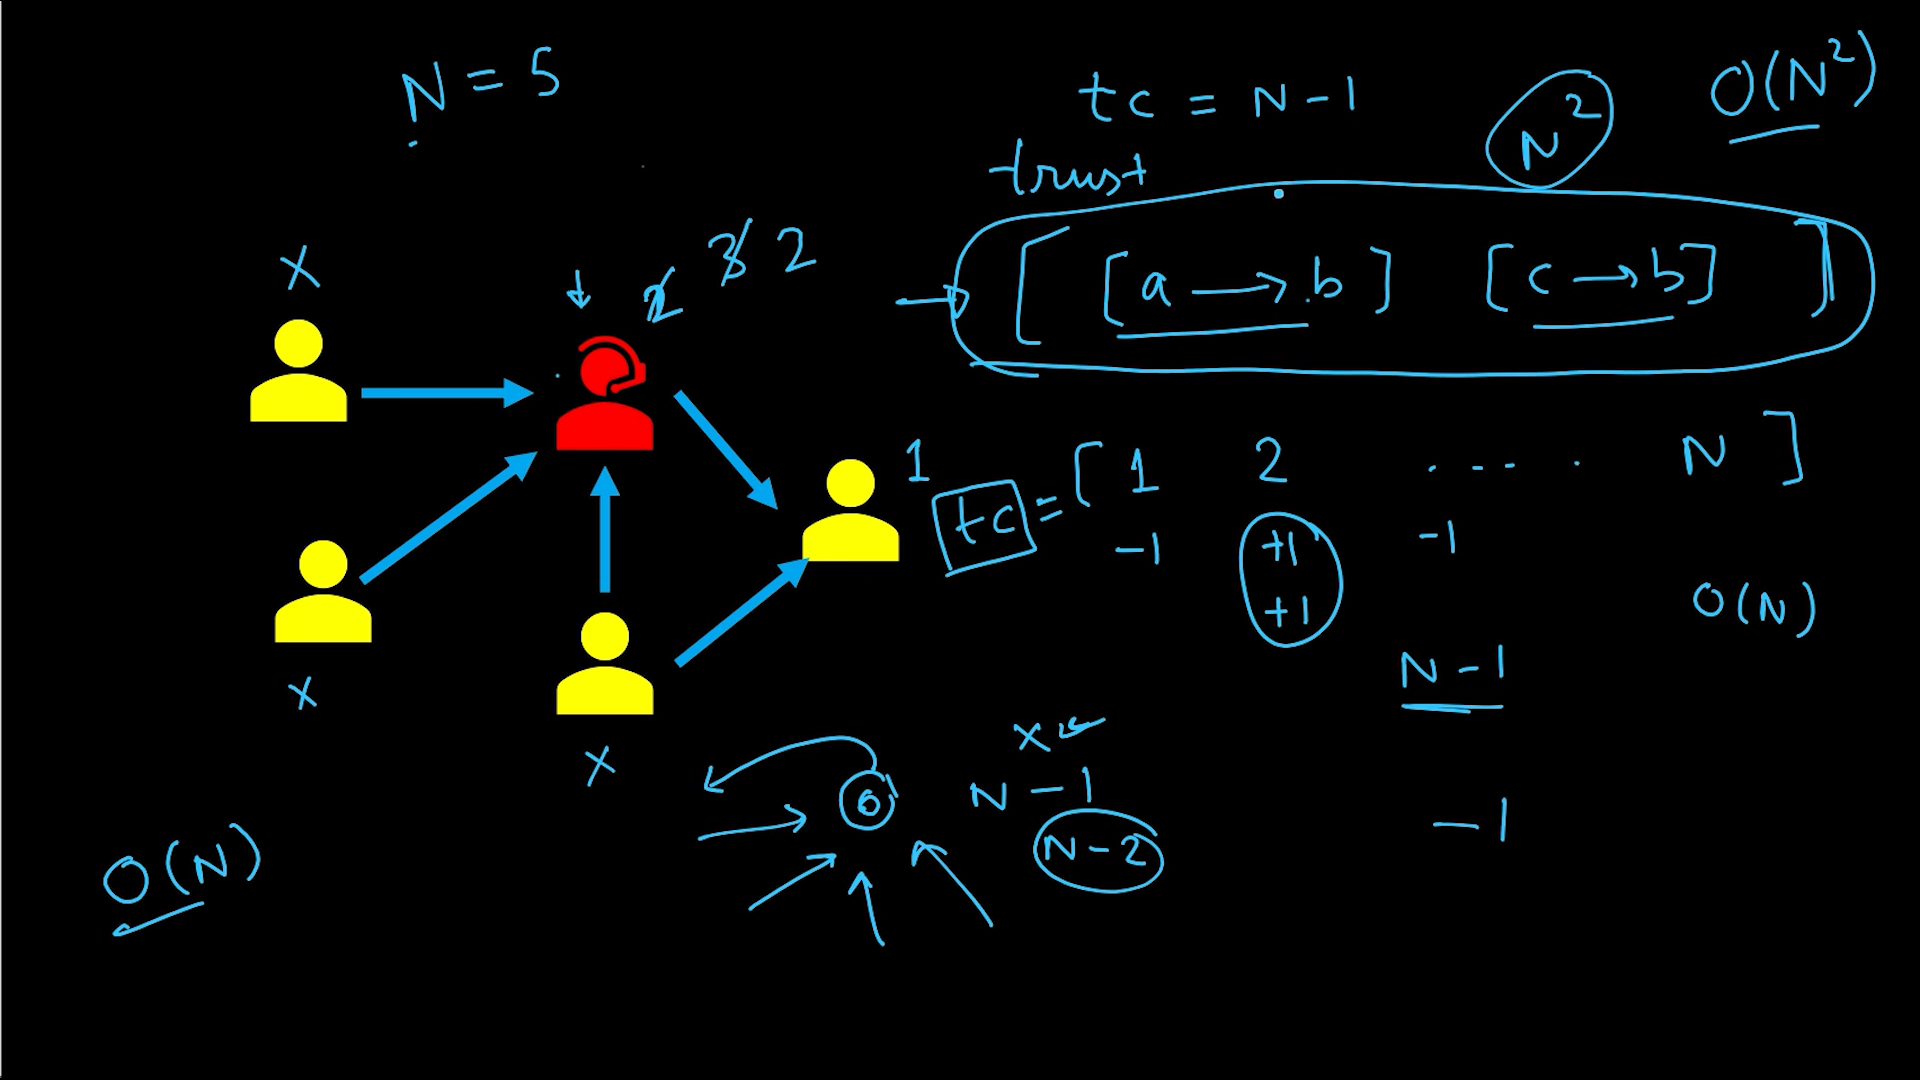 N = 5
tc = N - 1
N²
O(N²)
trust
X
3 2
[ [a → b] [c → b] ]
1
tc = [ 1 2 ..... N ]
-1 +1 -1
+1
O(N)
N - 1
X
X
X
N - 1
N - 2
-1
O(N)